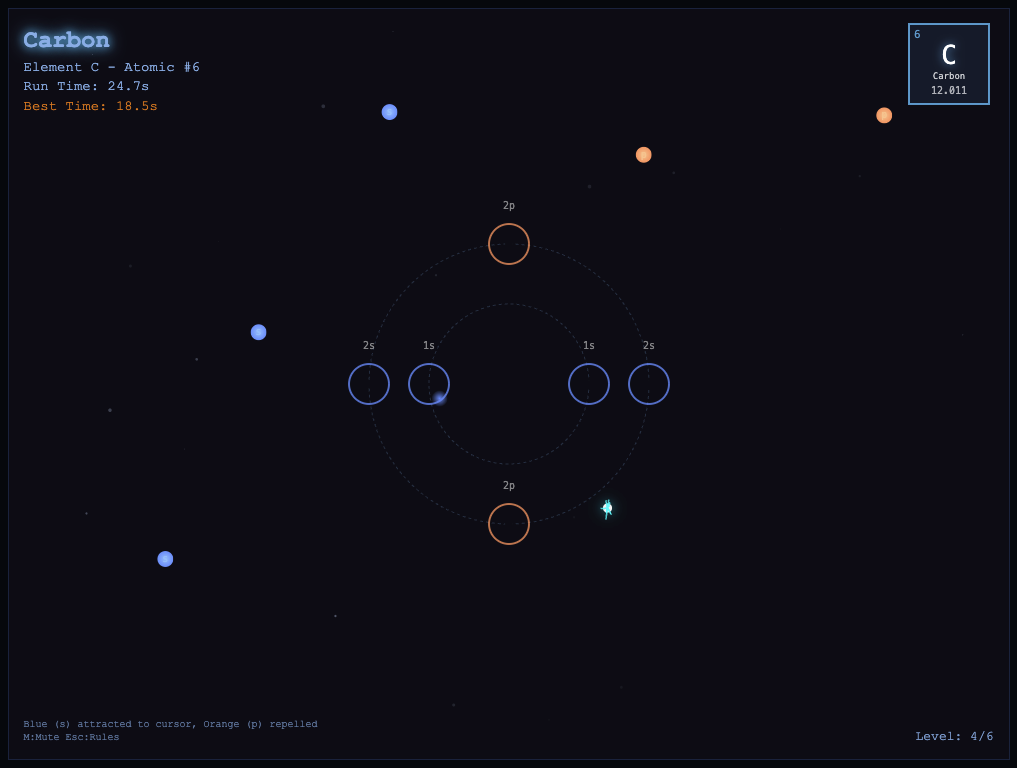 Carbon
Element C - Atomic #6
Run Time: 24.7s
Best Time: 18.5s
6
C
Carbon
12.011
2p
2s
1s
1s
2s
2p
Blue (s) attracted to cursor, Orange (p) repelled
M:Mute Esc:Rules
Level: 4/6